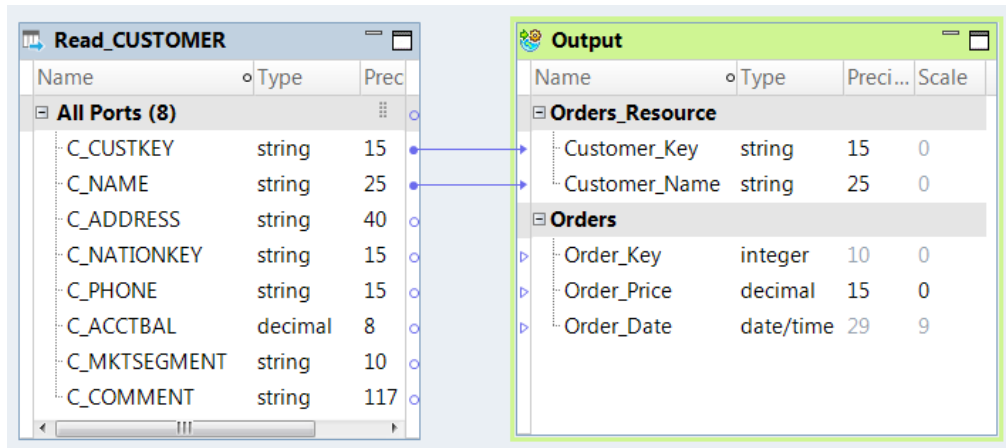 Read_CUSTOMER
Name Type Prec
All Ports (8)
C_CUSTKEY string 15
C_NAME string 25
C_ADDRESS string 40
C_NATIONKEY string 15
C_PHONE string 15
C_ACCTBAL decimal 8
C_MKTSEGMENT string 10
C_COMMENT string 117
Output
Name Type Preci... Scale
Orders_Resource
Customer_Key string 15 0
Customer_Name string 25 0
Orders
Order_Key integer 10 0
Order_Price decimal 15 0
Order_Date date/time 29 9